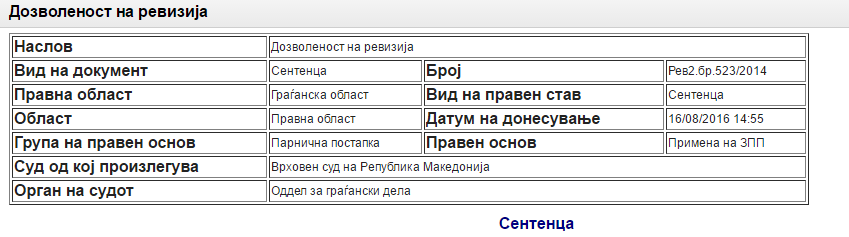 Дозволеност на ревизија
Наслов Дозволеност на ревизија
Вид на документ Сентенца Број Рев2.бр.523/2014
Правна област Граѓанска област Вид на правен став Сентенца
Област Правна област Датум на донесување 16/08/2016 14:55
Група на правен основ Парнична постапка Правен основ Примена на ЗПП
Суд од кој произлегува Врховен суд на Република Македонија
Орган на судот Оддел за граѓански дела
Сентенца